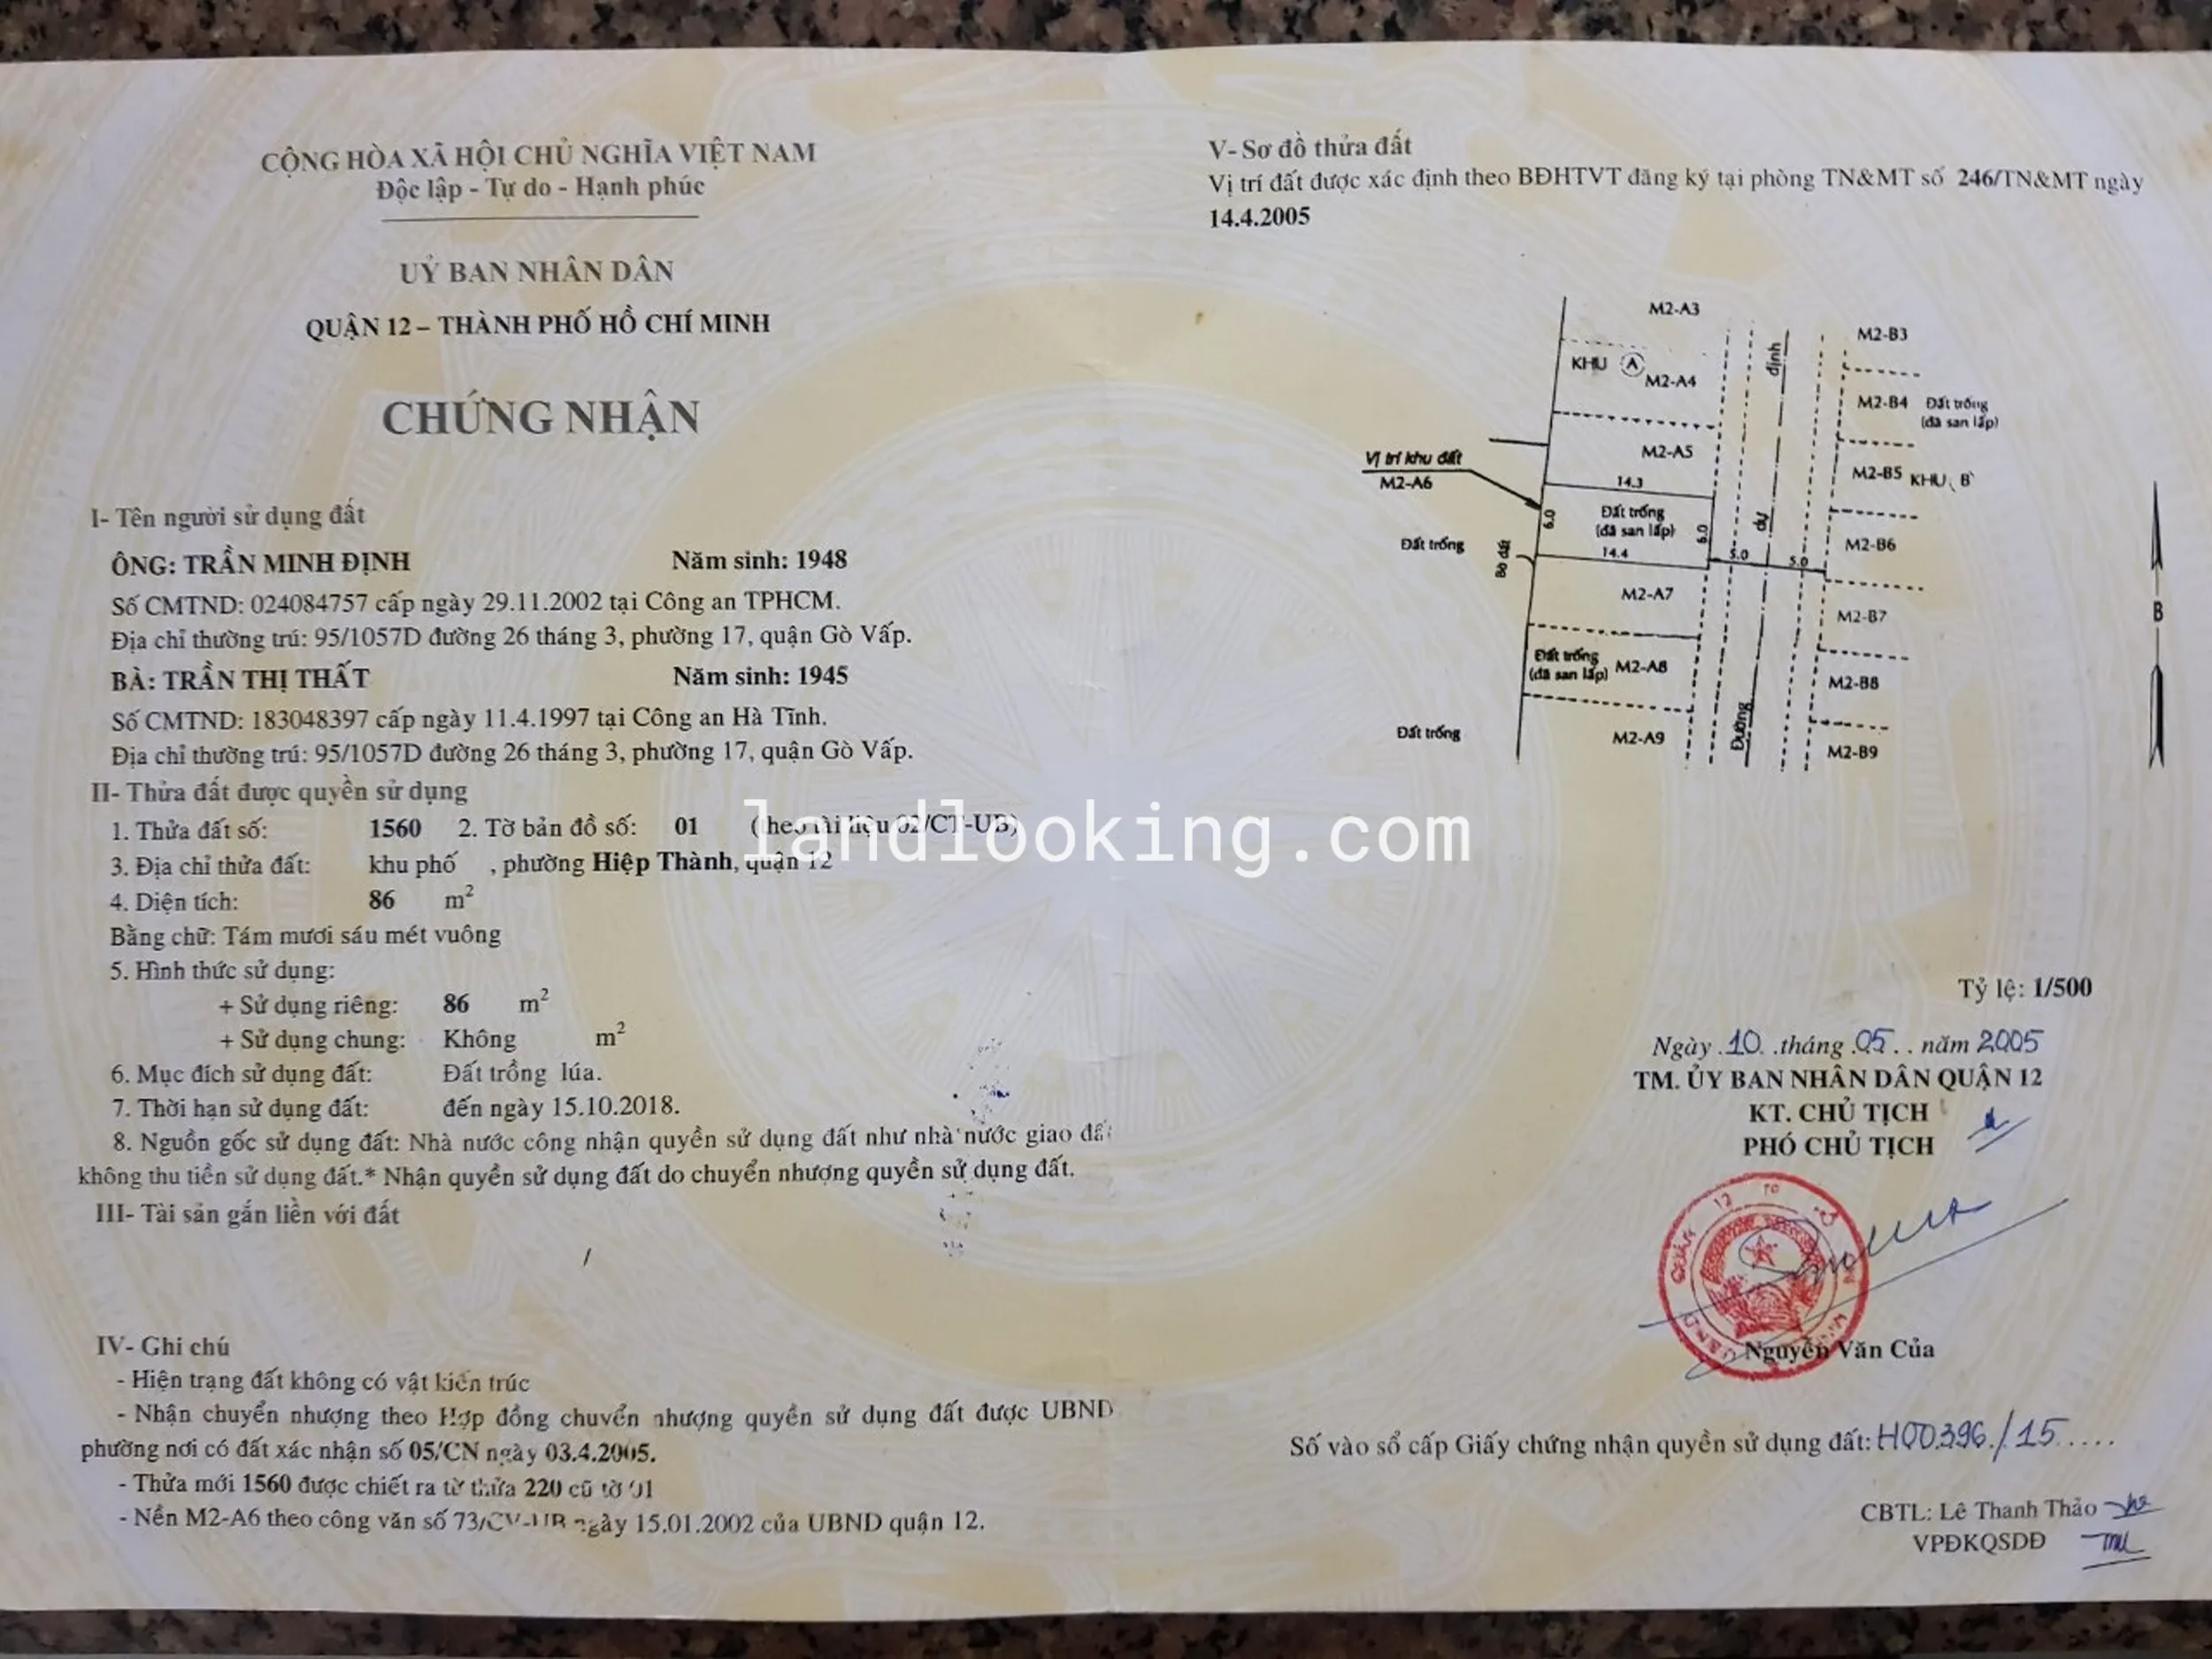 CỘNG HÒA XÃ HỘI CHỦ NGHĨA VIỆT NAM
Độc lập - Tự do - Hạnh phúc
UỶ BAN NHÂN DÂN
QUẬN 12 – THÀNH PHỐ HỒ CHÍ MINH
CHỨNG NHẬN
I- Tên người sử dụng đất
ÔNG: TRẦN MINH ĐỊNH Năm sinh: 1948
Số CMTND: 024084757 cấp ngày 29.11.2002 tại Công an TPHCM.
Địa chỉ thường trú: 95/1057D đường 26 tháng 3, phường 17, quận Gò Vấp.
BÀ: TRẦN THỊ THẤT Năm sinh: 1945
Số CMTND: 183048397 cấp ngày 11.4.1997 tại Công an Hà Tĩnh.
Địa chỉ thường trú: 95/1057D đường 26 tháng 3, phường 17, quận Gò Vấp.
II- Thửa đất được quyền sử dụng
1. Thửa đất số: 1560 2. Tờ bản đồ số: 01 (theo tài liệu 02/CT-UB)
3. Địa chỉ thửa đất: khu phố , phường Hiệp Thành, quận 12
4. Diện tích: 86 m²
Bằng chữ: Tám mươi sáu mét vuông
5. Hình thức sử dụng:
+ Sử dụng riêng: 86 m²
+ Sử dụng chung: Không m²
6. Mục đích sử dụng đất: Đất trồng lúa.
7. Thời hạn sử dụng đất: đến ngày 15.10.2018.
8. Nguồn gốc sử dụng đất: Nhà nước công nhận quyền sử dụng đất như nhà nước giao đất
không thu tiền sử dụng đất.* Nhận quyền sử dụng đất do chuyển nhượng quyền sử dụng đất.
III- Tài sản gắn liền với đất
/
IV- Ghi chú
- Hiện trạng đất không có vật kiến trúc
- Nhận chuyển nhượng theo Hợp đồng chuyển nhượng quyền sử dụng đất được UBND
phường nơi có đất xác nhận số 05/CN ngày 03.4.2005.
- Thửa mới 1560 được chiết ra từ thửa 220 cũ tờ 01
- Nền M2-A6 theo công văn số 73/CV-UB ngày 15.01.2002 của UBND quận 12.
landlooking.com
V- Sơ đồ thửa đất
Vị trí đất được xác định theo BĐHTVT đăng ký tại phòng TN&MT số 246/TN&MT ngày
14.4.2005
M2-A3
M2-B3
định
KHU A
M2-A4
M2-B4 Đất trống
(đã san lấp)
M2-A5
Vị trí khu đất
M2-A6
M2-B5 KHU B
14.3
6.0
Đất trống
(đã san lấp)
6.0
dự
14.4
Đất trống
Bờ đất
5.0
5.0
M2-B6
M2-A7
M2-B7
Đất trống
(đã san lấp) M2-A8
M2-B8
Đất trống
M2-A9
Đường
M2-B9
B
Tỷ lệ: 1/500
Ngày 10 tháng 05 năm 2005
TM. ỦY BAN NHÂN DÂN QUẬN 12
KT. CHỦ TỊCH
PHÓ CHỦ TỊCH
Nguyễn Văn Của
Số vào sổ cấp Giấy chứng nhận quyền sử dụng đất: H00396/15.....
CBTL: Lê Thanh Thảo
VPĐKQSDĐ